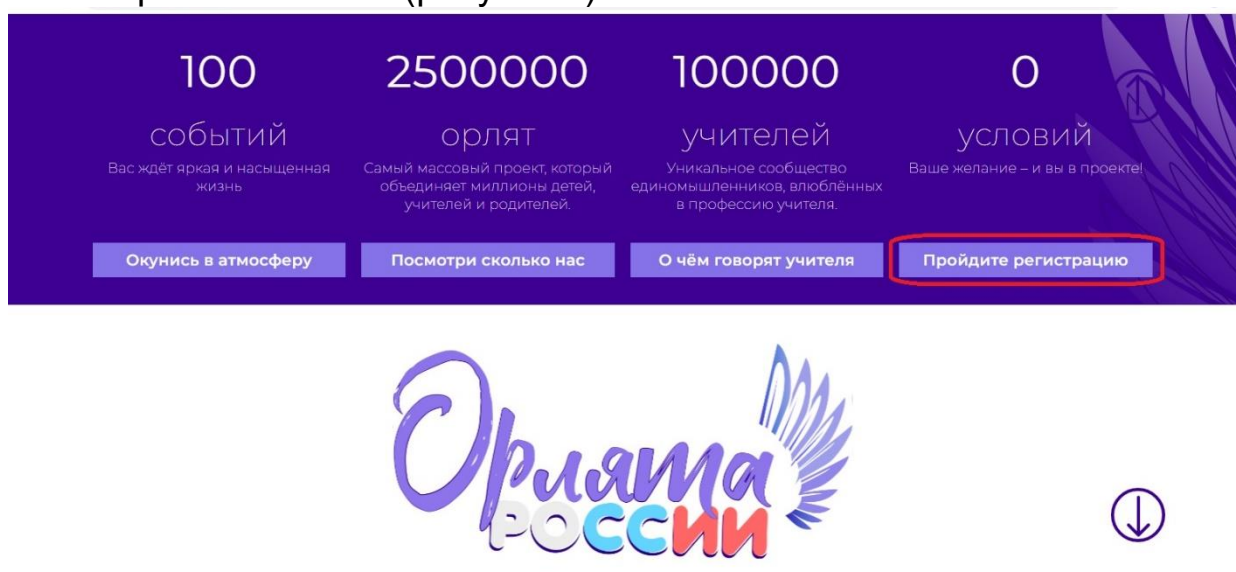 100
2500000
100000
0
событий
орлят
учителей
условий
Вас ждёт яркая и насыщенная
жизнь
Самый массовый проект, который
объединяет миллионы детей,
учителей и родителей.
Уникальное сообщество
единомышленников, влюблённых
в профессию учителя.
Ваше желание – и вы в проекте!
Окунись в атмосферу
Посмотри сколько нас
О чём говорят учителя
Пройдите регистрацию
Орлята
РОССИИ